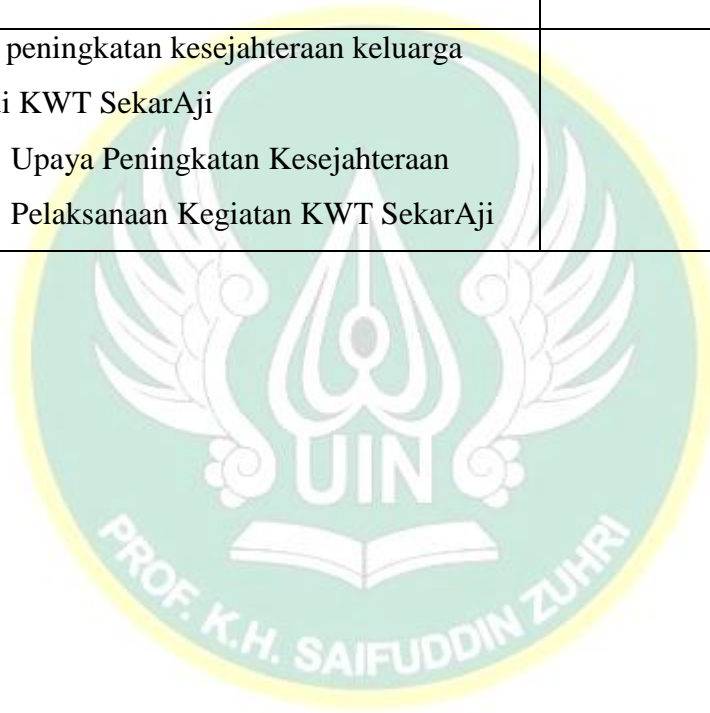 peningkatan kesejahteraan keluarga
i KWT SekarAji
Upaya Peningkatan Kesejahteraan
Pelaksanaan Kegiatan KWT SekarAji
UIN
PROF. K.H. SAIFUDDIN ZUHRI